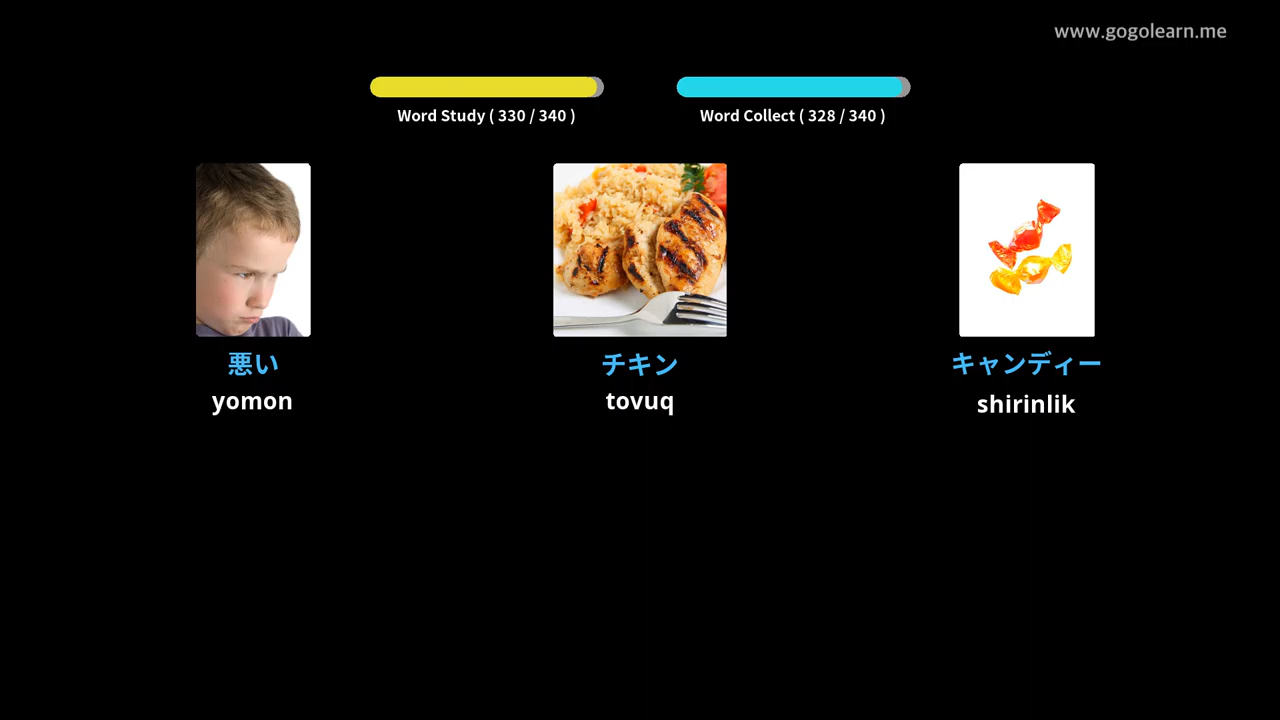 www.gogolearn.me
Word Study ( 330 / 340 )
Word Collect ( 328 / 340 )
悪い
チキン
キャンディー
yomon
tovuq
shirinlik